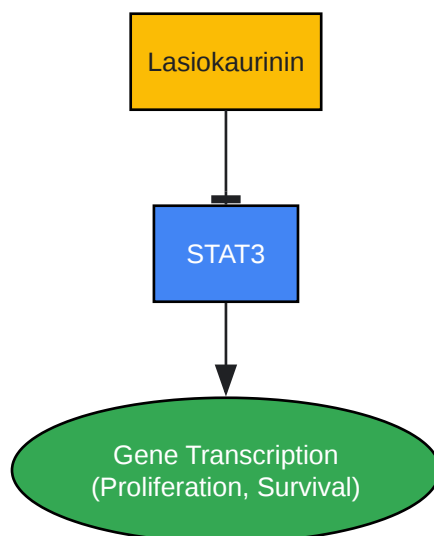 Lasiokaurinin
STAT3
Gene Transcription
(Proliferation, Survival)